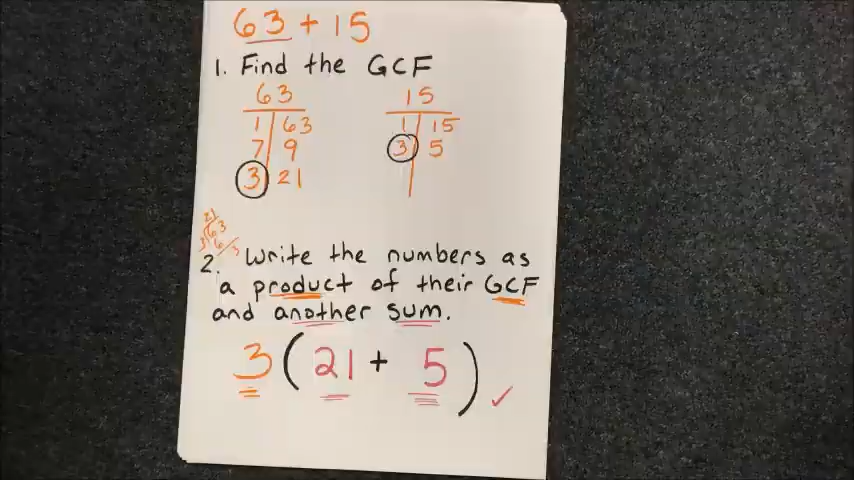 63 + 15
1. Find the GCF
63 15
1 63 1 15
7 9 3 5
3 21
21
3 63
6 3
2. Write the numbers as
a product of their GCF
and another sum.
3 ( 21 + 5 ) ✓